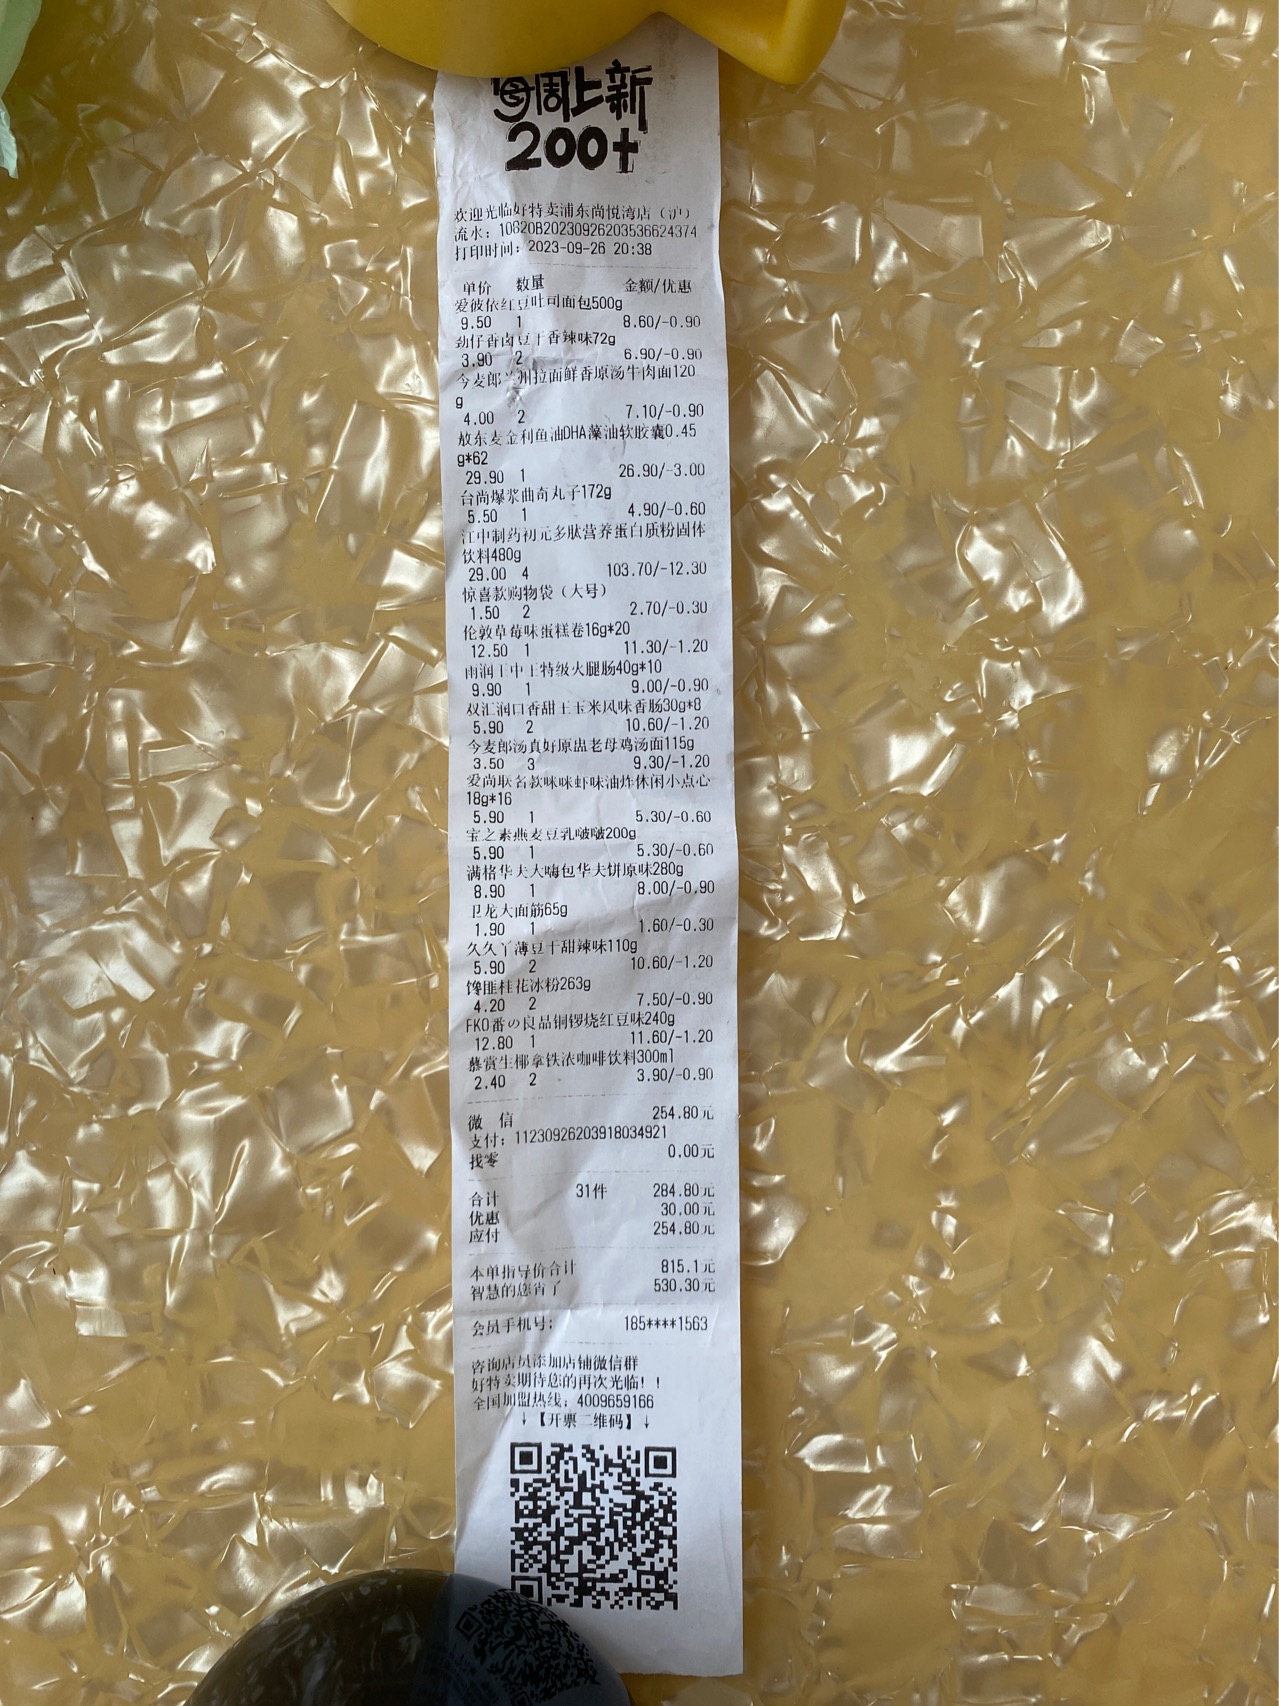 每周上新
200+
欢迎光临好特卖浦东尚悦湾店（沪）
流水：10820B20230926203536624374
打印时间：2023-09-26 20:38
单价 数量 金额/优惠
爱彼依红豆吐司面包500g
9.50 1 8.60/-0.90
劲仔香卤豆干香辣味72g
3.90 2 6.90/-0.90
今麦郎兰州拉面鲜香原汤牛肉面120
g
4.00 2 7.10/-0.90
敖东麦金利鱼油DHA藻油软胶囊0.45
g*62
29.90 1 26.90/-3.00
台尚爆浆曲奇丸子172g
5.50 1 4.90/-0.60
江中制药初元多肽营养蛋白质粉固体
饮料480g
29.00 4 103.70/-12.30
惊喜款购物袋（大号）
1.50 2 2.70/-0.30
伦敦草莓味蛋糕卷16g*20
12.50 1 11.30/-1.20
雨润王中王特级火腿肠40g*10
9.90 1 9.00/-0.90
双汇润口香甜王玉米风味香肠30g*8
5.90 2 10.60/-1.20
今麦郎汤真好原盅老母鸡汤面115g
3.50 3 9.30/-1.20
爱尚联名款咪咪虾味油炸休闲小点心
18g*16
5.90 1 5.30/-0.60
宝之素燕麦豆乳啵啵200g
5.90 1 5.30/-0.60
满格华夫大嗨包华夫饼原味280g
8.90 1 8.00/-0.90
卫龙大面筋65g
1.90 1 1.60/-0.30
久久丫薄豆干甜辣味110g
5.90 2 10.60/-1.20
馋匪桂花冰粉263g
4.20 2 7.50/-0.90
FKO番の良品铜锣烧红豆味240g
12.80 1 11.60/-1.20
慕赏生椰拿铁浓咖啡饮料300ml
2.40 2 3.90/-0.90
微 信 254.80元
支付：11230926203918034921
找零 0.00元
合计 31件 284.80元
优惠 30.00元
应付 254.80元
本单指导价合计 815.1元
智慧的您省了 530.30元
会员手机号： 185****1563
咨询店员添加店铺微信群
好特卖期待您的再次光临！！
全国加盟热线：4009659166
↓【开票二维码】↓